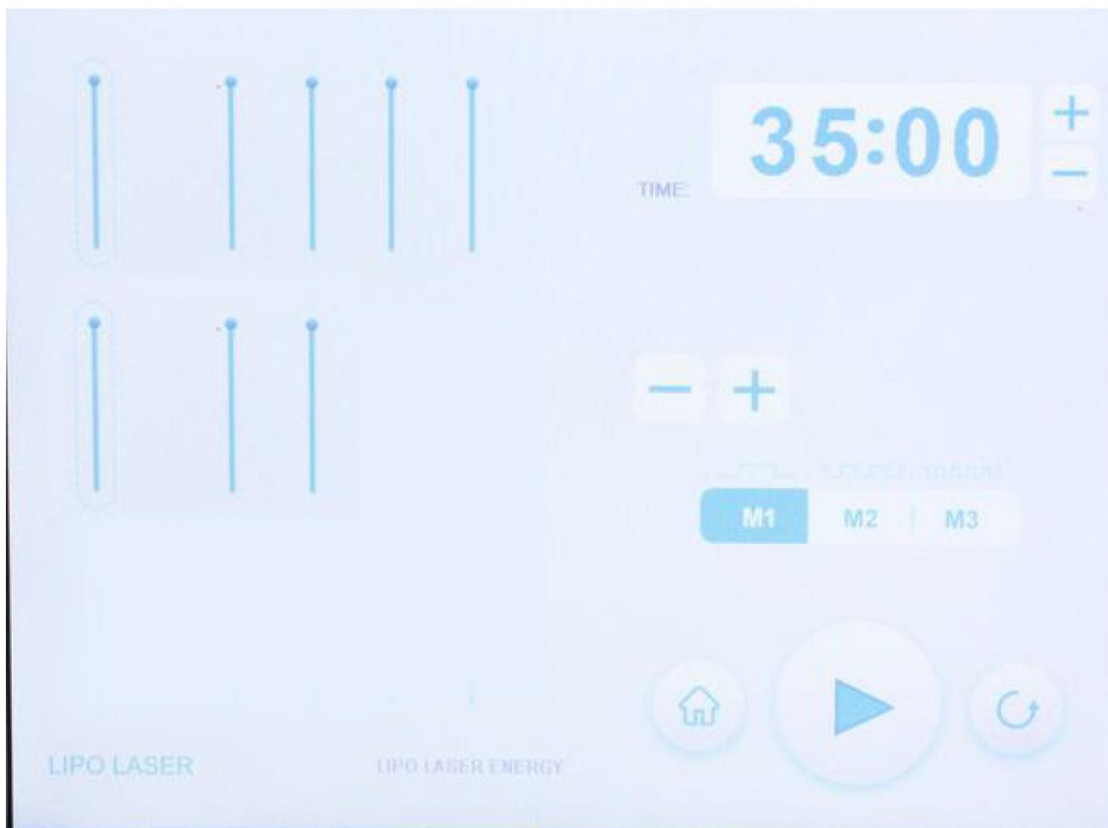 35:00
TIME:
M1 M2 M3
LIPO LASER
LIPO LASER ENERGY